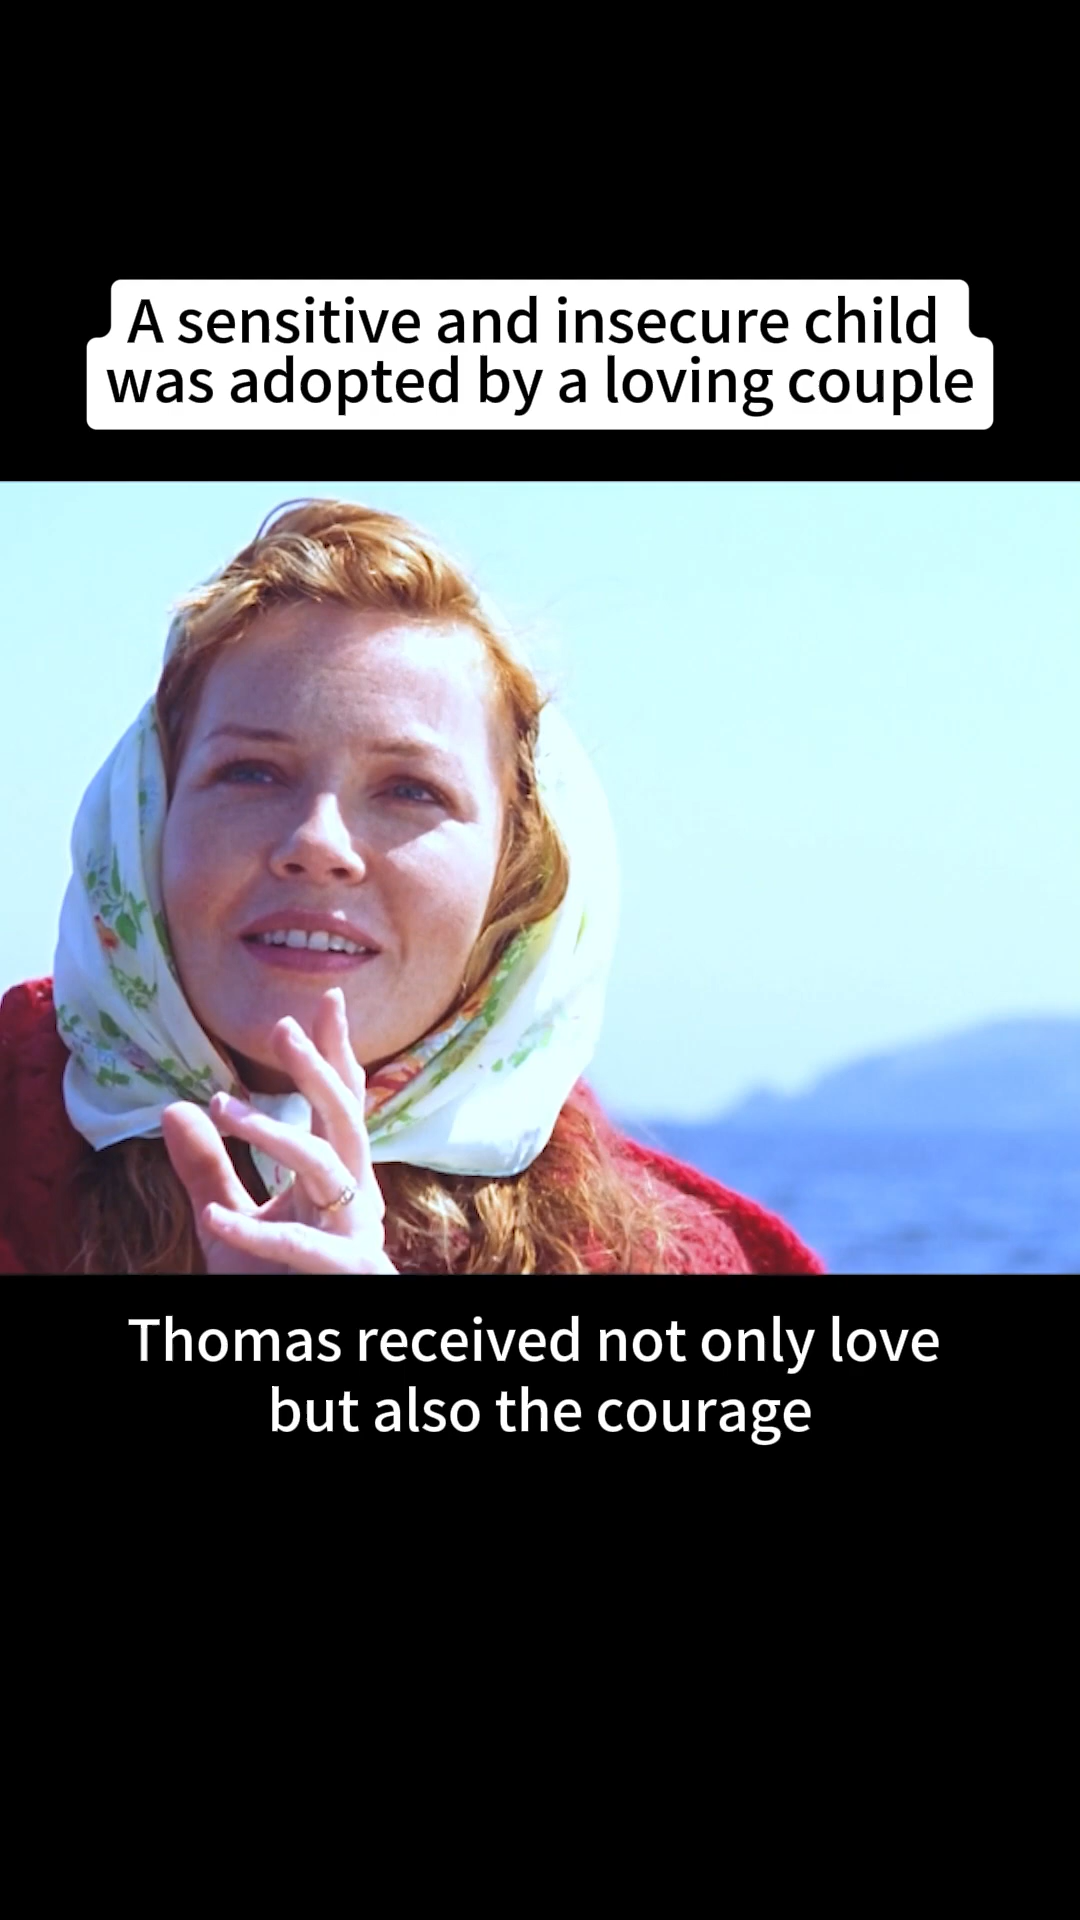 A sensitive and insecure child
was adopted by a loving couple
Thomas received not only love
but also the courage